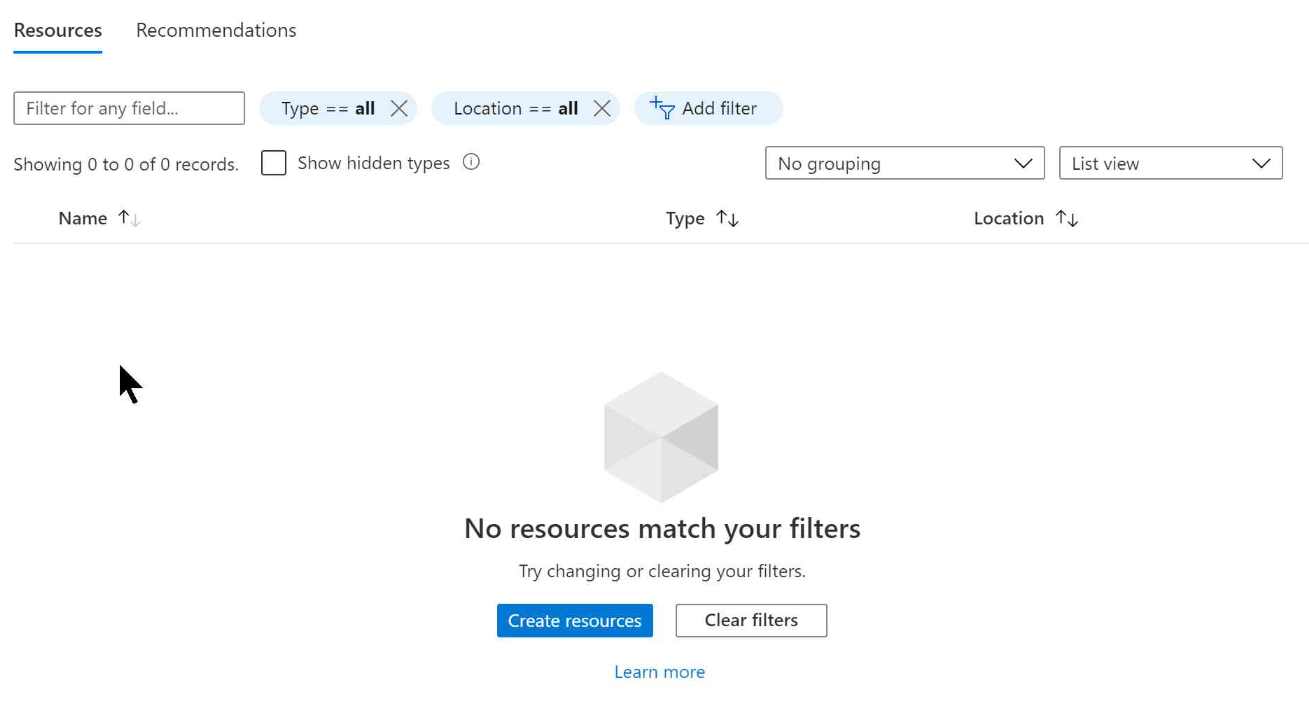 Resources Recommendations
Filter for any field... Type == all Location == all Add filter
Showing 0 to 0 of 0 records. Show hidden types No grouping List view
Name Type Location
No resources match your filters
Try changing or clearing your filters.
Create resources Clear filters
Learn more